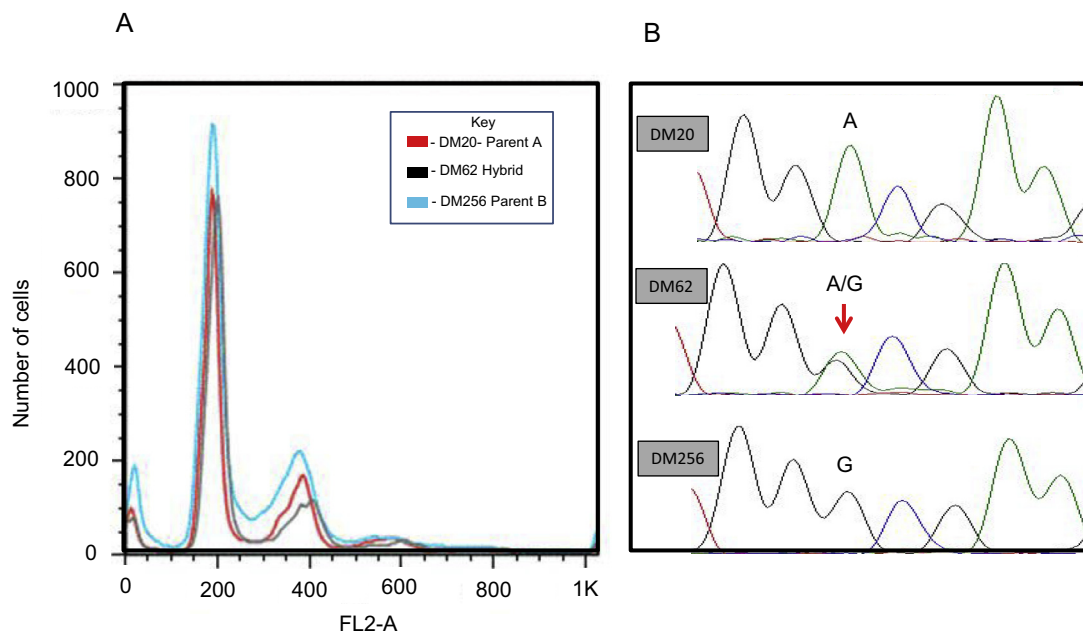 A
Number of cells
1000
800
600
400
200
0
0 200 400 600 800 1K
FL2-A
Key
- DM20- Parent A
- DM62 Hybrid
- DM256 Parent B
B
DM20
A
DM62
A/G
DM256
G